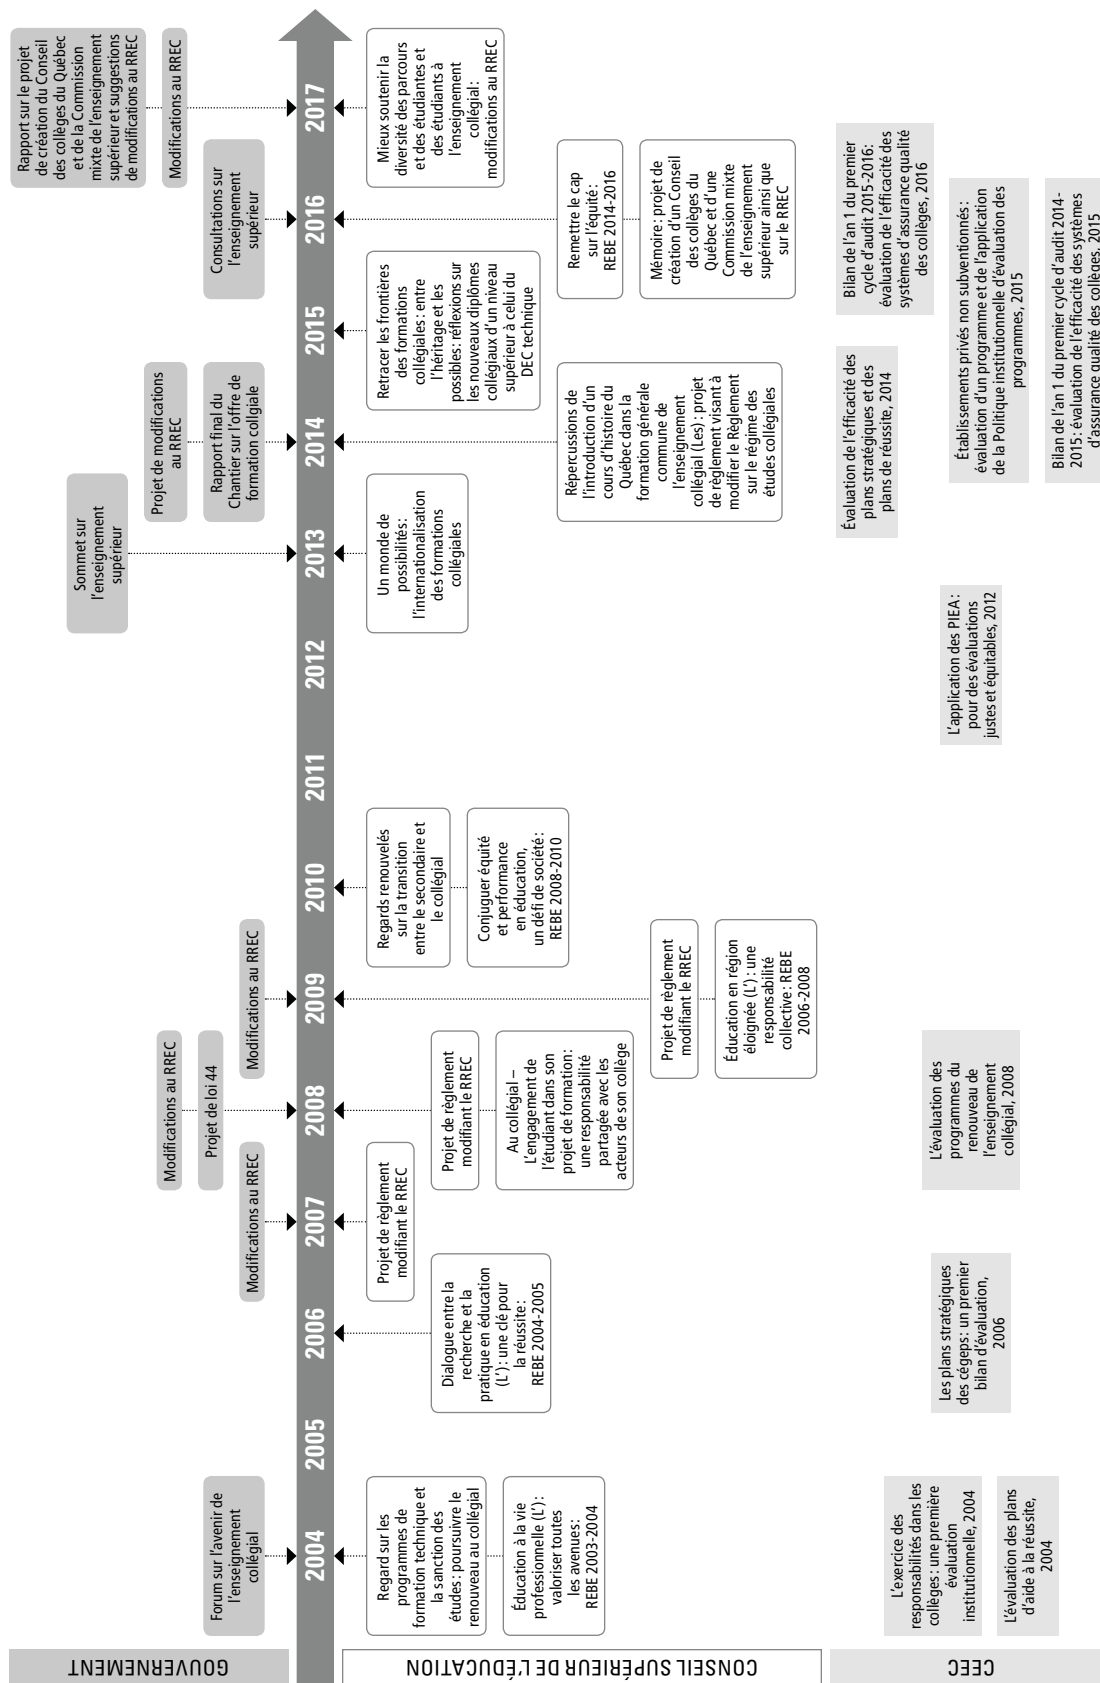 GOUVERNEMENT
Forum sur l'avenir de
l'enseignement
collégial
Modifications au RREC
Modifications au RREC
Projet de loi 44
Modifications au RREC
Sommet sur
l'enseignement
supérieur
Projet de modifications
au RREC
Rapport final du
Chantier sur l'offre de
formation collégiale
Consultations sur
l'enseignement
supérieur
Rapport sur le projet
de création du Conseil
des collèges du Québec
et de la Commission
mixte de l'enseignement
supérieur et suggestions
de modifications au RREC
Modifications au RREC
2004
2005
2006
2007
2008
2009
2010
2011
2012
2013
2014
2015
2016
2017
CONSEIL SUPÉRIEUR DE L'ÉDUCATION
Regard sur les
programmes de
formation technique et
la sanction des
études : poursuivre le
renouveau au collégial
Éducation à la vie
professionnelle (L') :
valoriser toutes
les avenues :
REBE 2003-2004
Dialogue entre la
recherche et la
pratique en éducation
(L') : une clé pour
la réussite :
REBE 2004-2005
Projet de règlement
modifiant le RREC
Projet de règlement
modifiant le RREC
Au collégial –
L'engagement de
l'étudiant dans son
projet de formation :
une responsabilité
partagée avec les
acteurs de son collège
Projet de règlement
modifiant le RREC
Éducation en région
éloignée (L') : une
responsabilité
collective : REBE
2006-2008
Regards renouvelés
sur la transition
entre le secondaire et
le collégial
Conjuguer équité
et performance
en éducation,
un défi de société :
REBE 2008-2010
Un monde de
possibilités :
l'internationalisation
des formations
collégiales
Répercussions de
l'introduction d'un
cours d'histoire du
Québec dans la
formation générale
commune de
l'enseignement
collégial (Les) : projet
de règlement visant à
modifier le Règlement
sur le régime des
études collégiales
Retracer les frontières
des formations
collégiales : entre
l'héritage et les
possibles : réflexions sur
les nouveaux diplômes
collégiaux d'un niveau
supérieur à celui du
DEC technique
Remettre le cap
sur l'équité :
REBE 2014-2016
Mémoire : projet de
création d'un Conseil
des collèges du
Québec et d'une
Commission mixte
de l'enseignement
supérieur ainsi que
sur le RREC
Mieux soutenir la
diversité des parcours
et des étudiantes et
des étudiants à
l'enseignement
collégial :
modifications au RREC
CEEC
L'exercice des
responsabilités dans les
collèges : une première
évaluation
institutionnelle, 2004
L'évaluation des plans
d'aide à la réussite,
2004
Les plans stratégiques
des cégeps : un premier
bilan d'évaluation,
2006
L'évaluation des
programmes du
renouveau de
l'enseignement
collégial, 2008
L'application des PIEA :
pour des évaluations
justes et équitables, 2012
Évaluation de l'efficacité des
plans stratégiques et des
plans de réussite, 2014
Bilan de l'an 1 du premier
cycle d'audit 2015-2016 :
évaluation de l'efficacité des
systèmes d'assurance qualité
des collèges, 2016
Établissements privés non subventionnés :
évaluation d'un programme et de l'application
de la Politique institutionnelle d'évaluation des
programmes, 2015
Bilan de l'an 1 du premier cycle d'audit 2014-
2015 : évaluation de l'efficacité des systèmes
d'assurance qualité des collèges, 2015